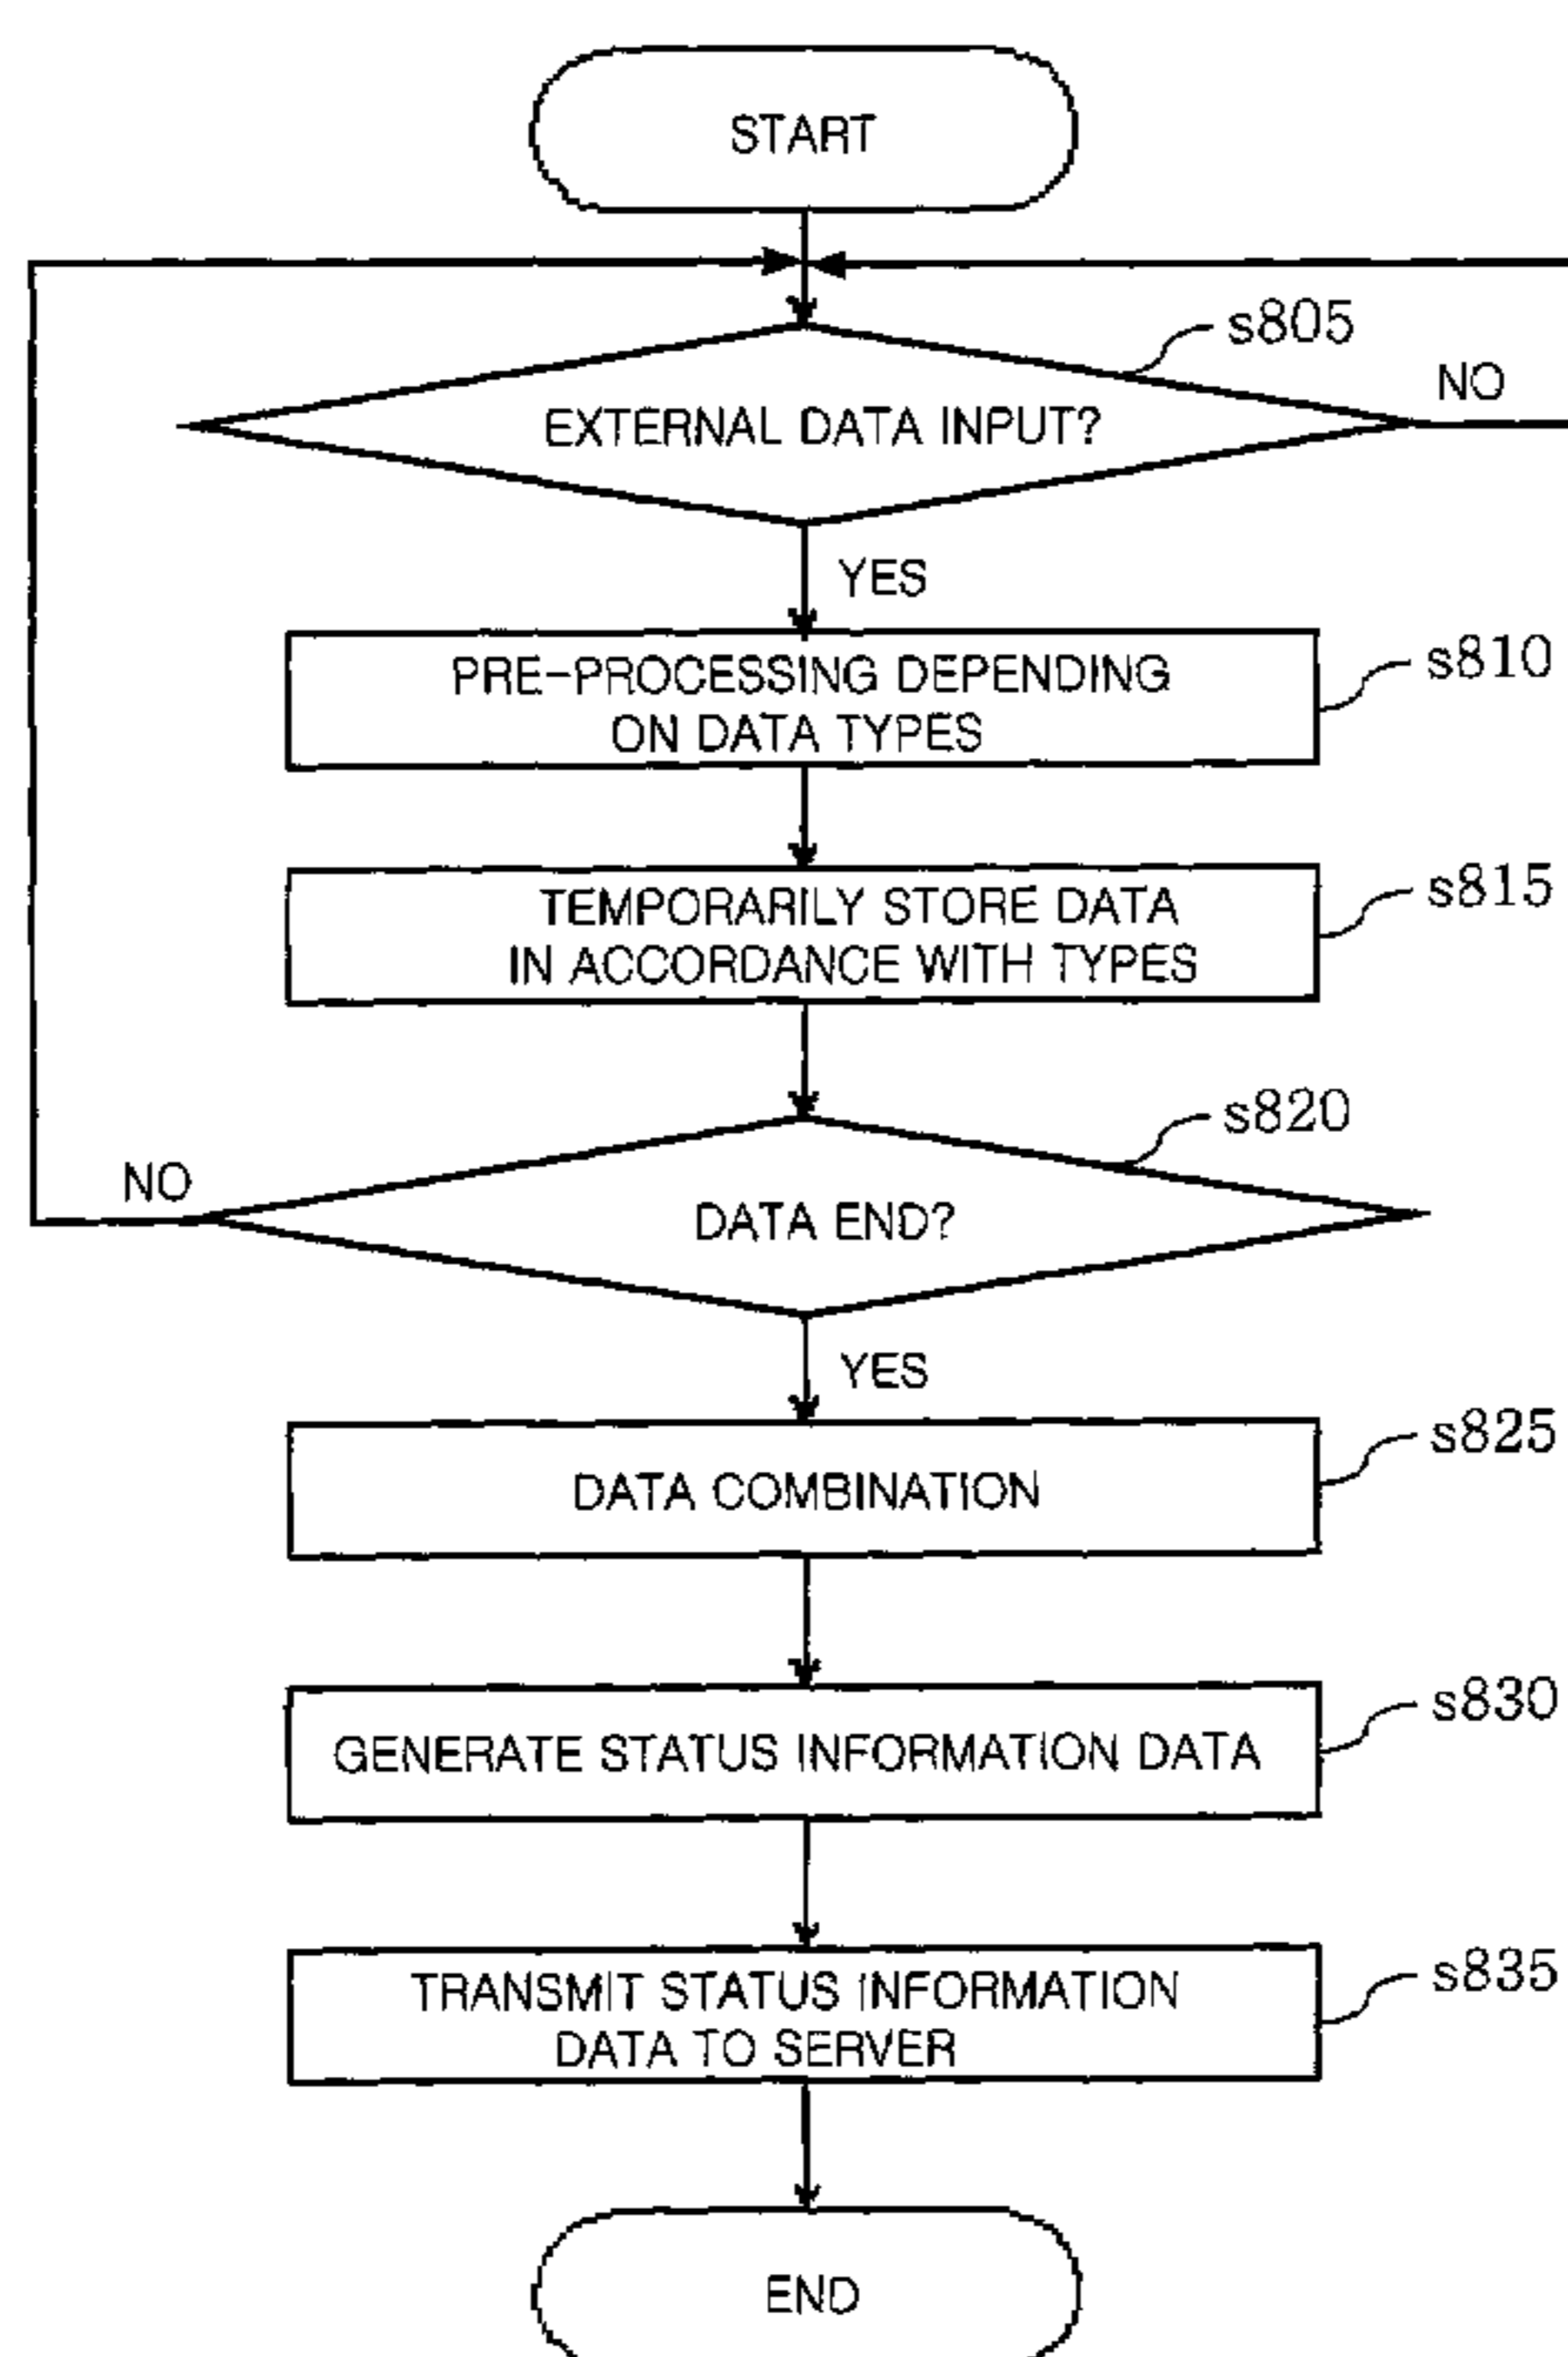 START
s805
EXTERNAL DATA INPUT?
NO
YES
PRE-PROCESSING DEPENDING
ON DATA TYPES
s810
TEMPORARILY STORE DATA
IN ACCORDANCE WITH TYPES
s815
s820
NO
DATA END?
YES
DATA COMBINATION
s825
GENERATE STATUS INFORMATION DATA
s830
TRANSMIT STATUS INFORMATION
DATA TO SERVER
s835
END